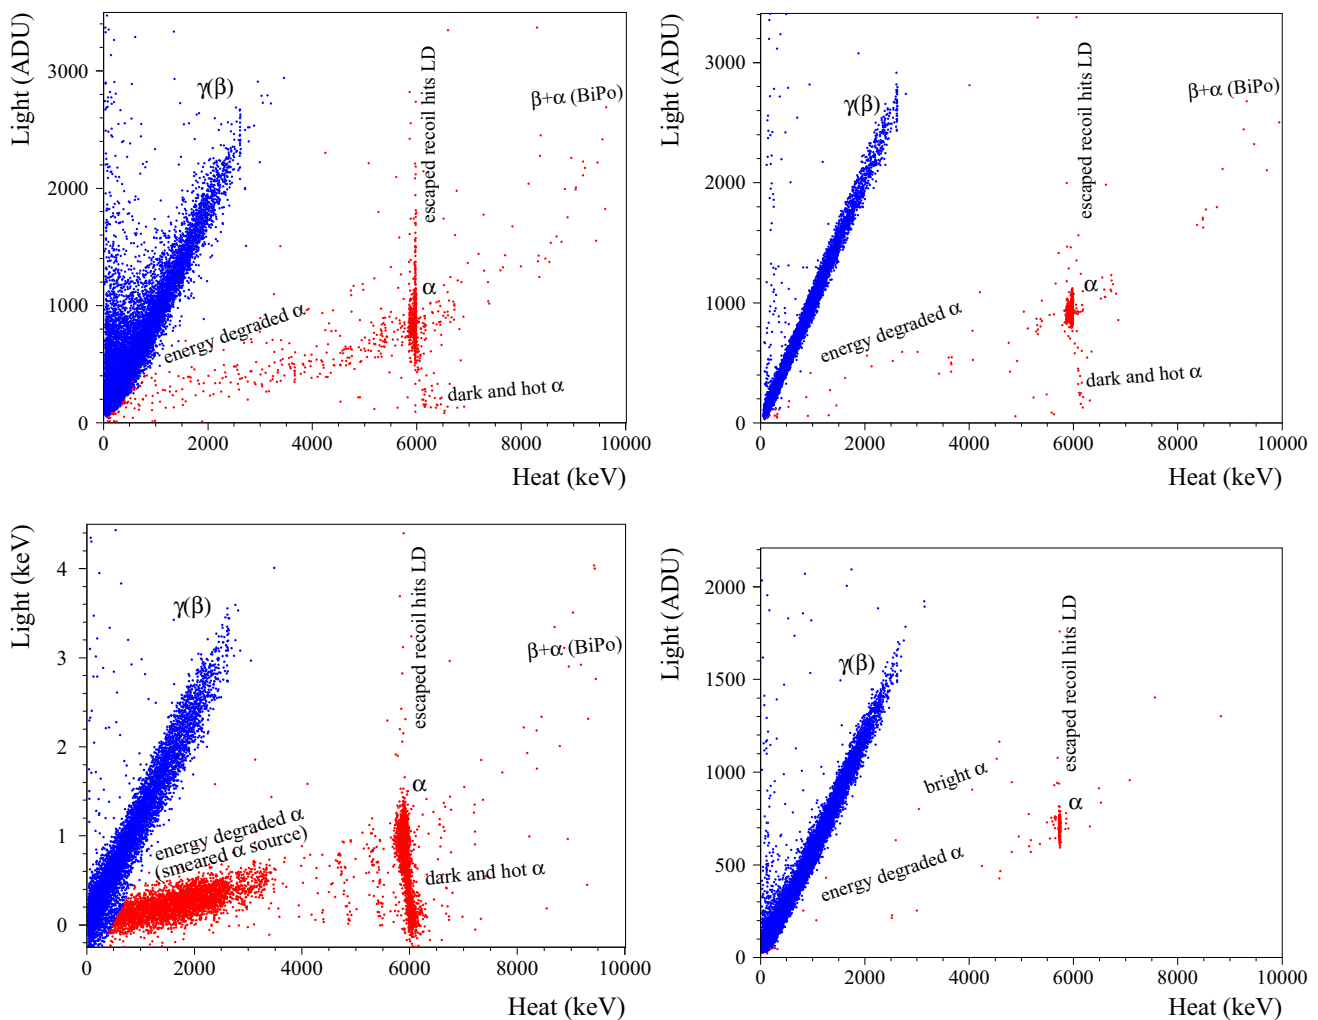 Light (ADU)
3000
2000
1000
0
0
2000
4000
6000
8000
10000
Heat (keV)
γ(β)
escaped recoil hits LD
β+α (BiPo)
α
energy degraded α
dark and hot α
Light (ADU)
3000
2000
1000
0
0
2000
4000
6000
8000
10000
Heat (keV)
γ(β)
escaped recoil hits LD
β+α (BiPo)
α
energy degraded α
dark and hot α
Light (keV)
4
3
2
1
0
0
2000
4000
6000
8000
10000
Heat (keV)
γ(β)
escaped recoil hits LD
β+α (BiPo)
α
energy degraded α
(smeared α source)
dark and hot α
Light (ADU)
2000
1500
1000
500
0
0
2000
4000
6000
8000
10000
Heat (keV)
γ(β)
escaped recoil hits LD
bright α
α
energy degraded α